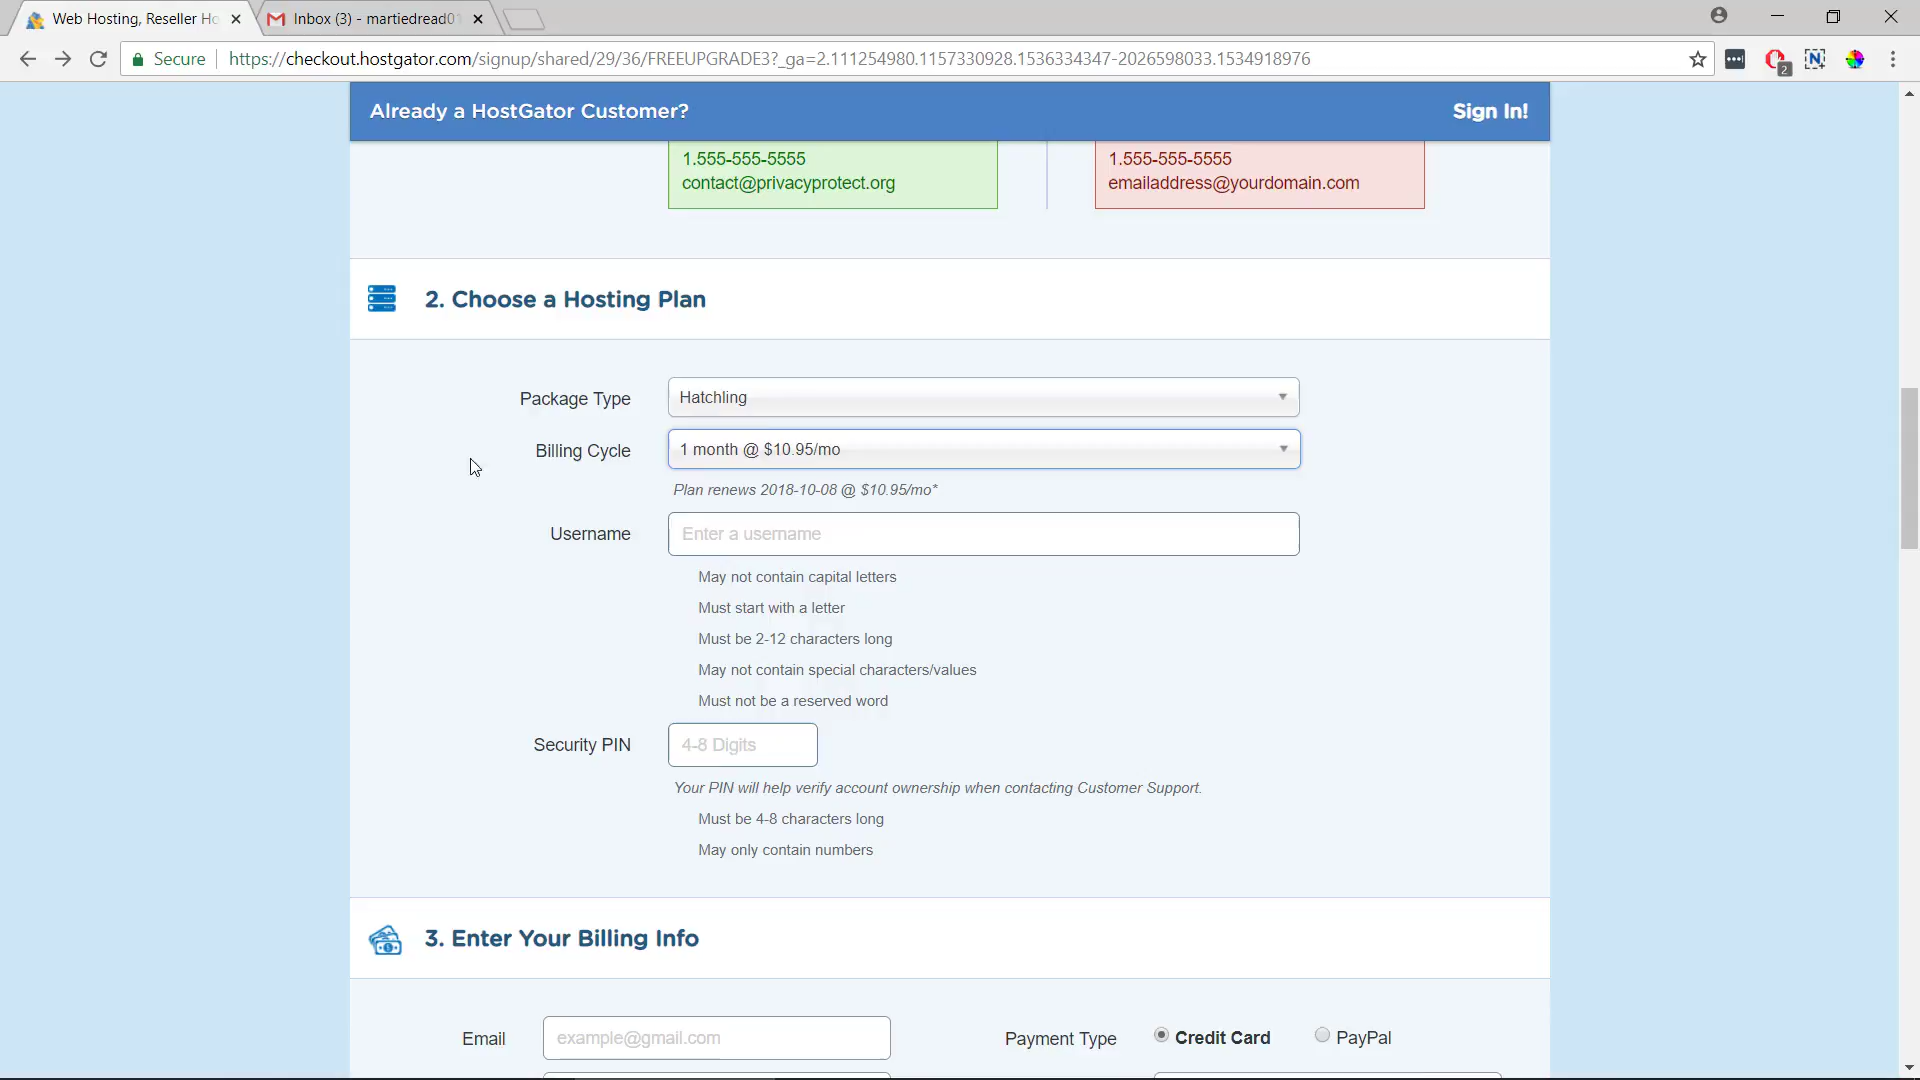 Web Hosting, Reseller Ho
Inbox (3) - martiedread01
Secure
https://checkout.hostgator.com/signup/shared/29/36/FREEUPGRADE3?_ga=2.111254980.1157330928.1536334347-2026598033.1534918976
2
N
Already a HostGator Customer?
Sign In!
1.555-555-5555
contact@privacyprotect.org
1.555-555-5555
emailaddress@yourdomain.com
2. Choose a Hosting Plan
Package Type
Hatchling
Billing Cycle
1 month @ $10.95/mo
Plan renews 2018-10-08 @ $10.95/mo*
Username
Enter a username
May not contain capital letters
Must start with a letter
Must be 2-12 characters long
May not contain special characters/values
Must not be a reserved word
Security PIN
4-8 Digits
Your PIN will help verify account ownership when contacting Customer Support.
Must be 4-8 characters long
May only contain numbers
3. Enter Your Billing Info
Email
example@gmail.com
Payment Type
Credit Card
PayPal